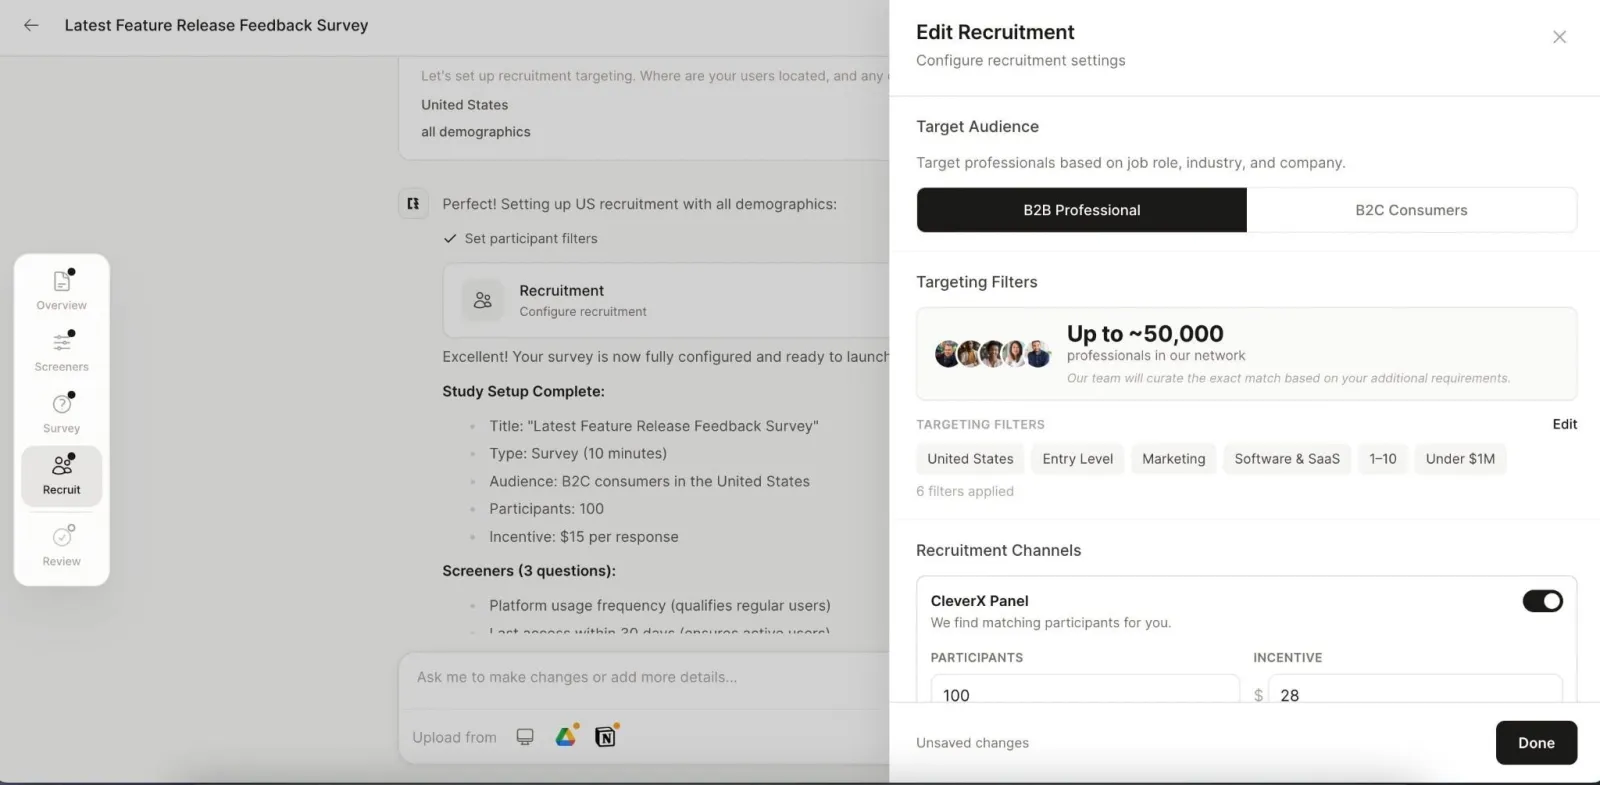 Latest Feature Release Feedback Survey
Let's set up recruitment targeting. Where are your users located, and any
United States
all demographics
Perfect! Setting up US recruitment with all demographics:
Set participant filters
Recruitment
Configure recruitment
Excellent! Your survey is now fully configured and ready to launch
Study Setup Complete:
Title: "Latest Feature Release Feedback Survey"
Type: Survey (10 minutes)
Audience: B2C consumers in the United States
Participants: 100
Incentive: $15 per response
Screeners (3 questions):
Platform usage frequency (qualifies regular users)
Last access within 30 days (ensures active users)
Ask me to make changes or add more details...
Upload from
Overview
Screeners
Survey
Recruit
Review
Edit Recruitment
Configure recruitment settings
Target Audience
Target professionals based on job role, industry, and company.
B2B Professional
B2C Consumers
Targeting Filters
Up to ~50,000
professionals in our network
Our team will curate the exact match based on your additional requirements.
TARGETING FILTERS
Edit
United States
Entry Level
Marketing
Software & SaaS
1–10
Under $1M
6 filters applied
Recruitment Channels
CleverX Panel
We find matching participants for you.
PARTICIPANTS
INCENTIVE
100
$ 28
Unsaved changes
Done